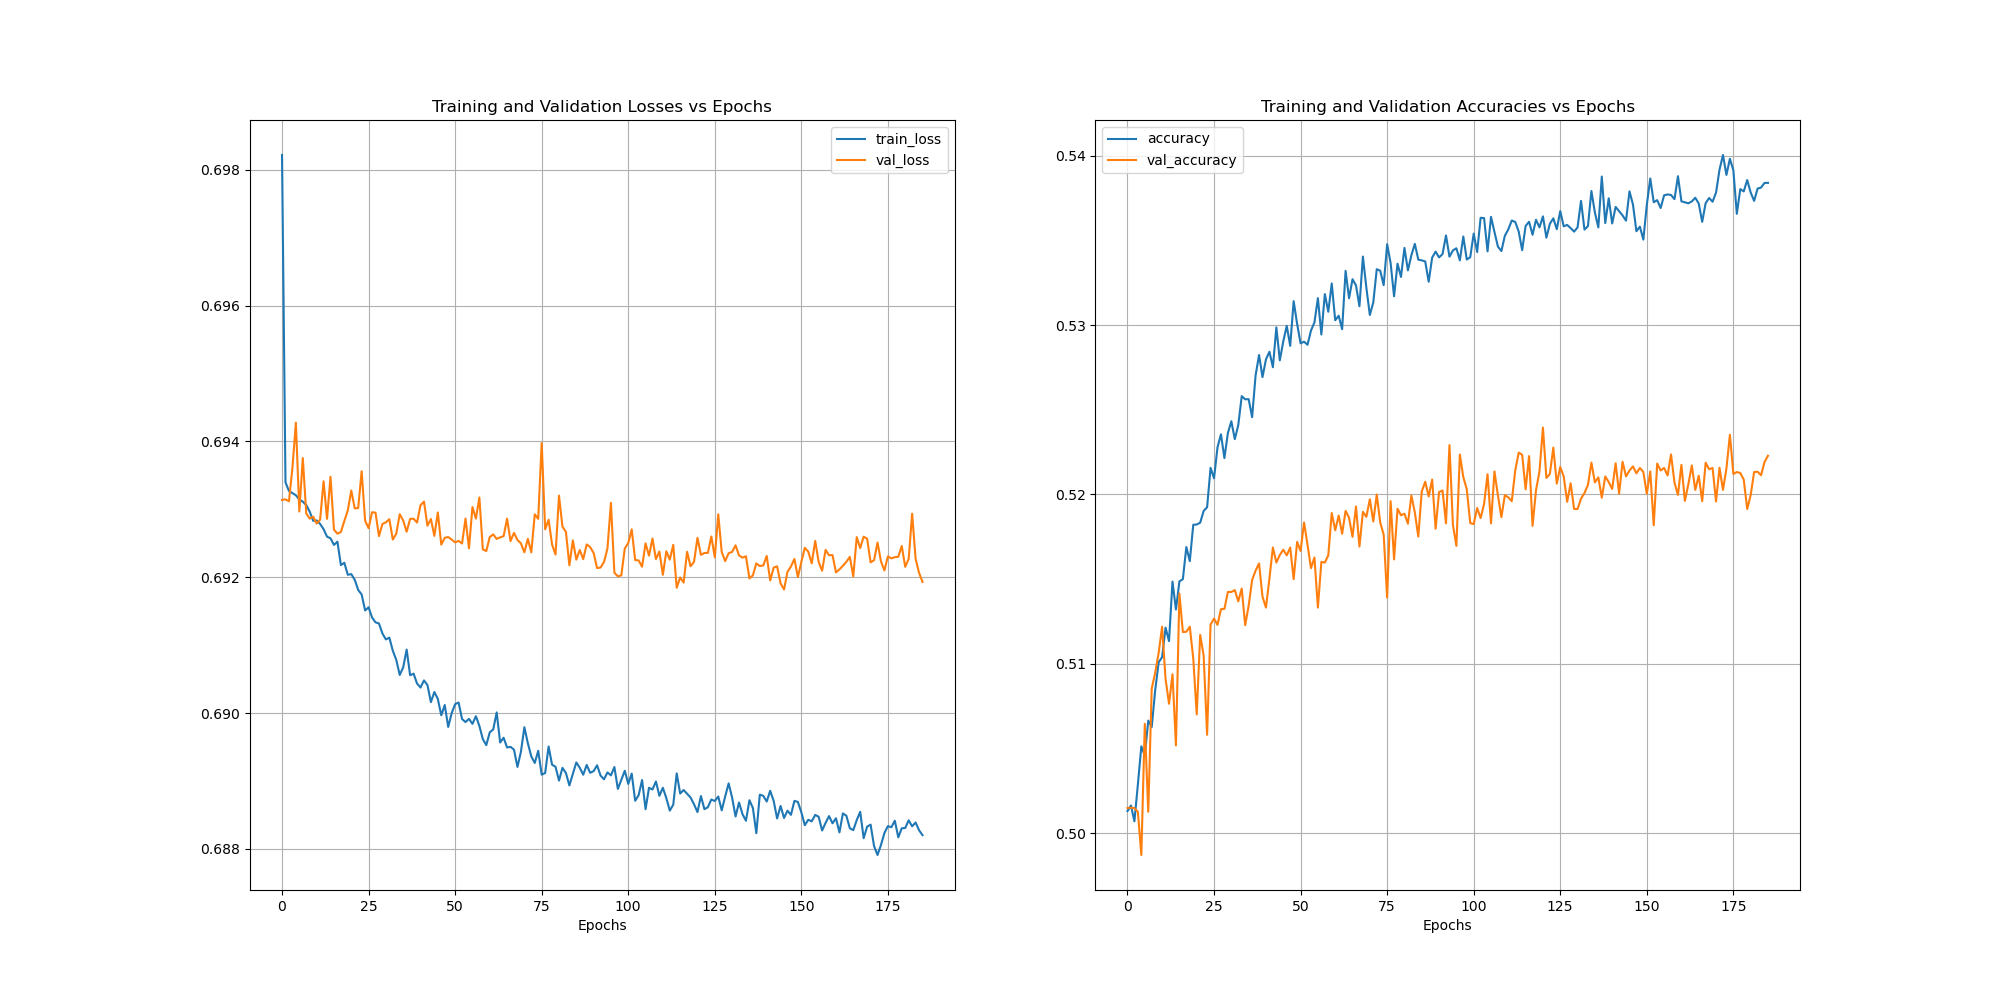 Training and Validation Losses vs Epochs
train_loss
val_loss
0.698
0.696
0.694
0.692
0.690
0.688
0 25 50 75 100 125 150 175
Epochs
Training and Validation Accuracies vs Epochs
accuracy
val_accuracy
0.54
0.53
0.52
0.51
0.50
0 25 50 75 100 125 150 175
Epochs